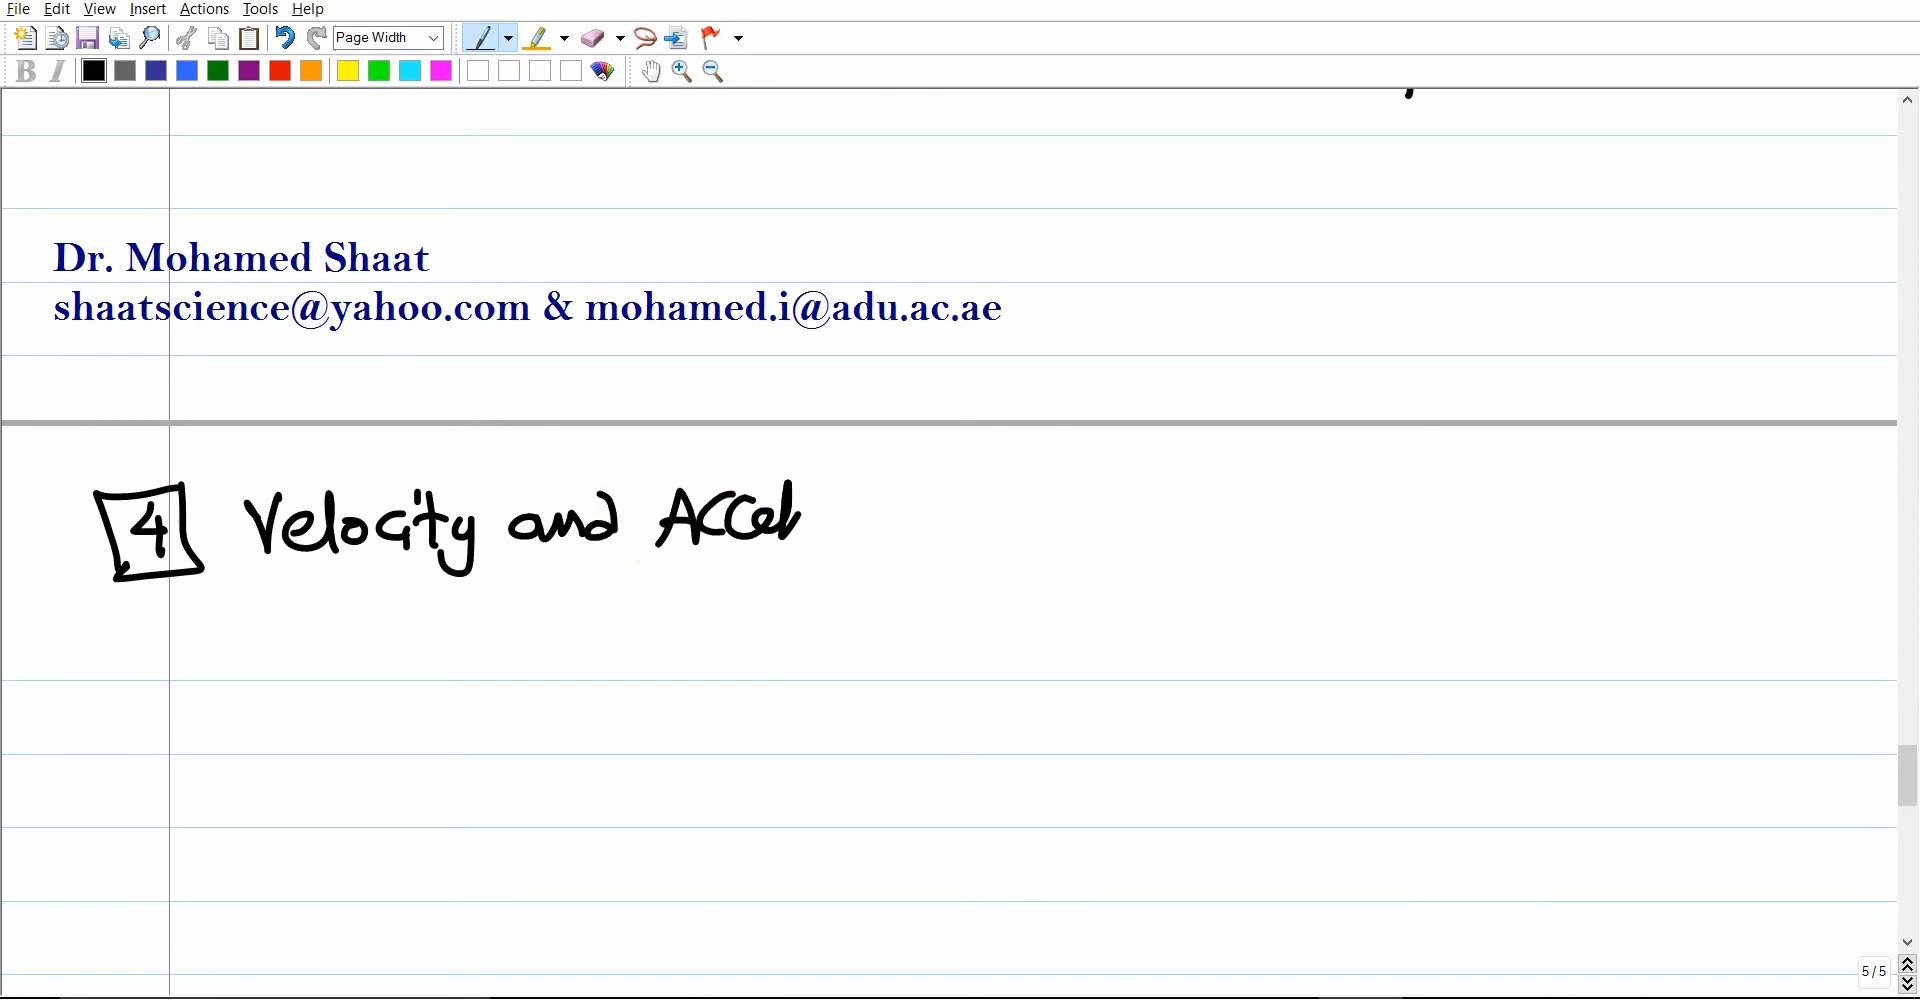 File Edit View Insert Actions Tools Help
Page Width
B I
Dr. Mohamed Shaat
shaatscience@yahoo.com & mohamed.i@adu.ac.ae
4 Velocity and Accel
5 / 5